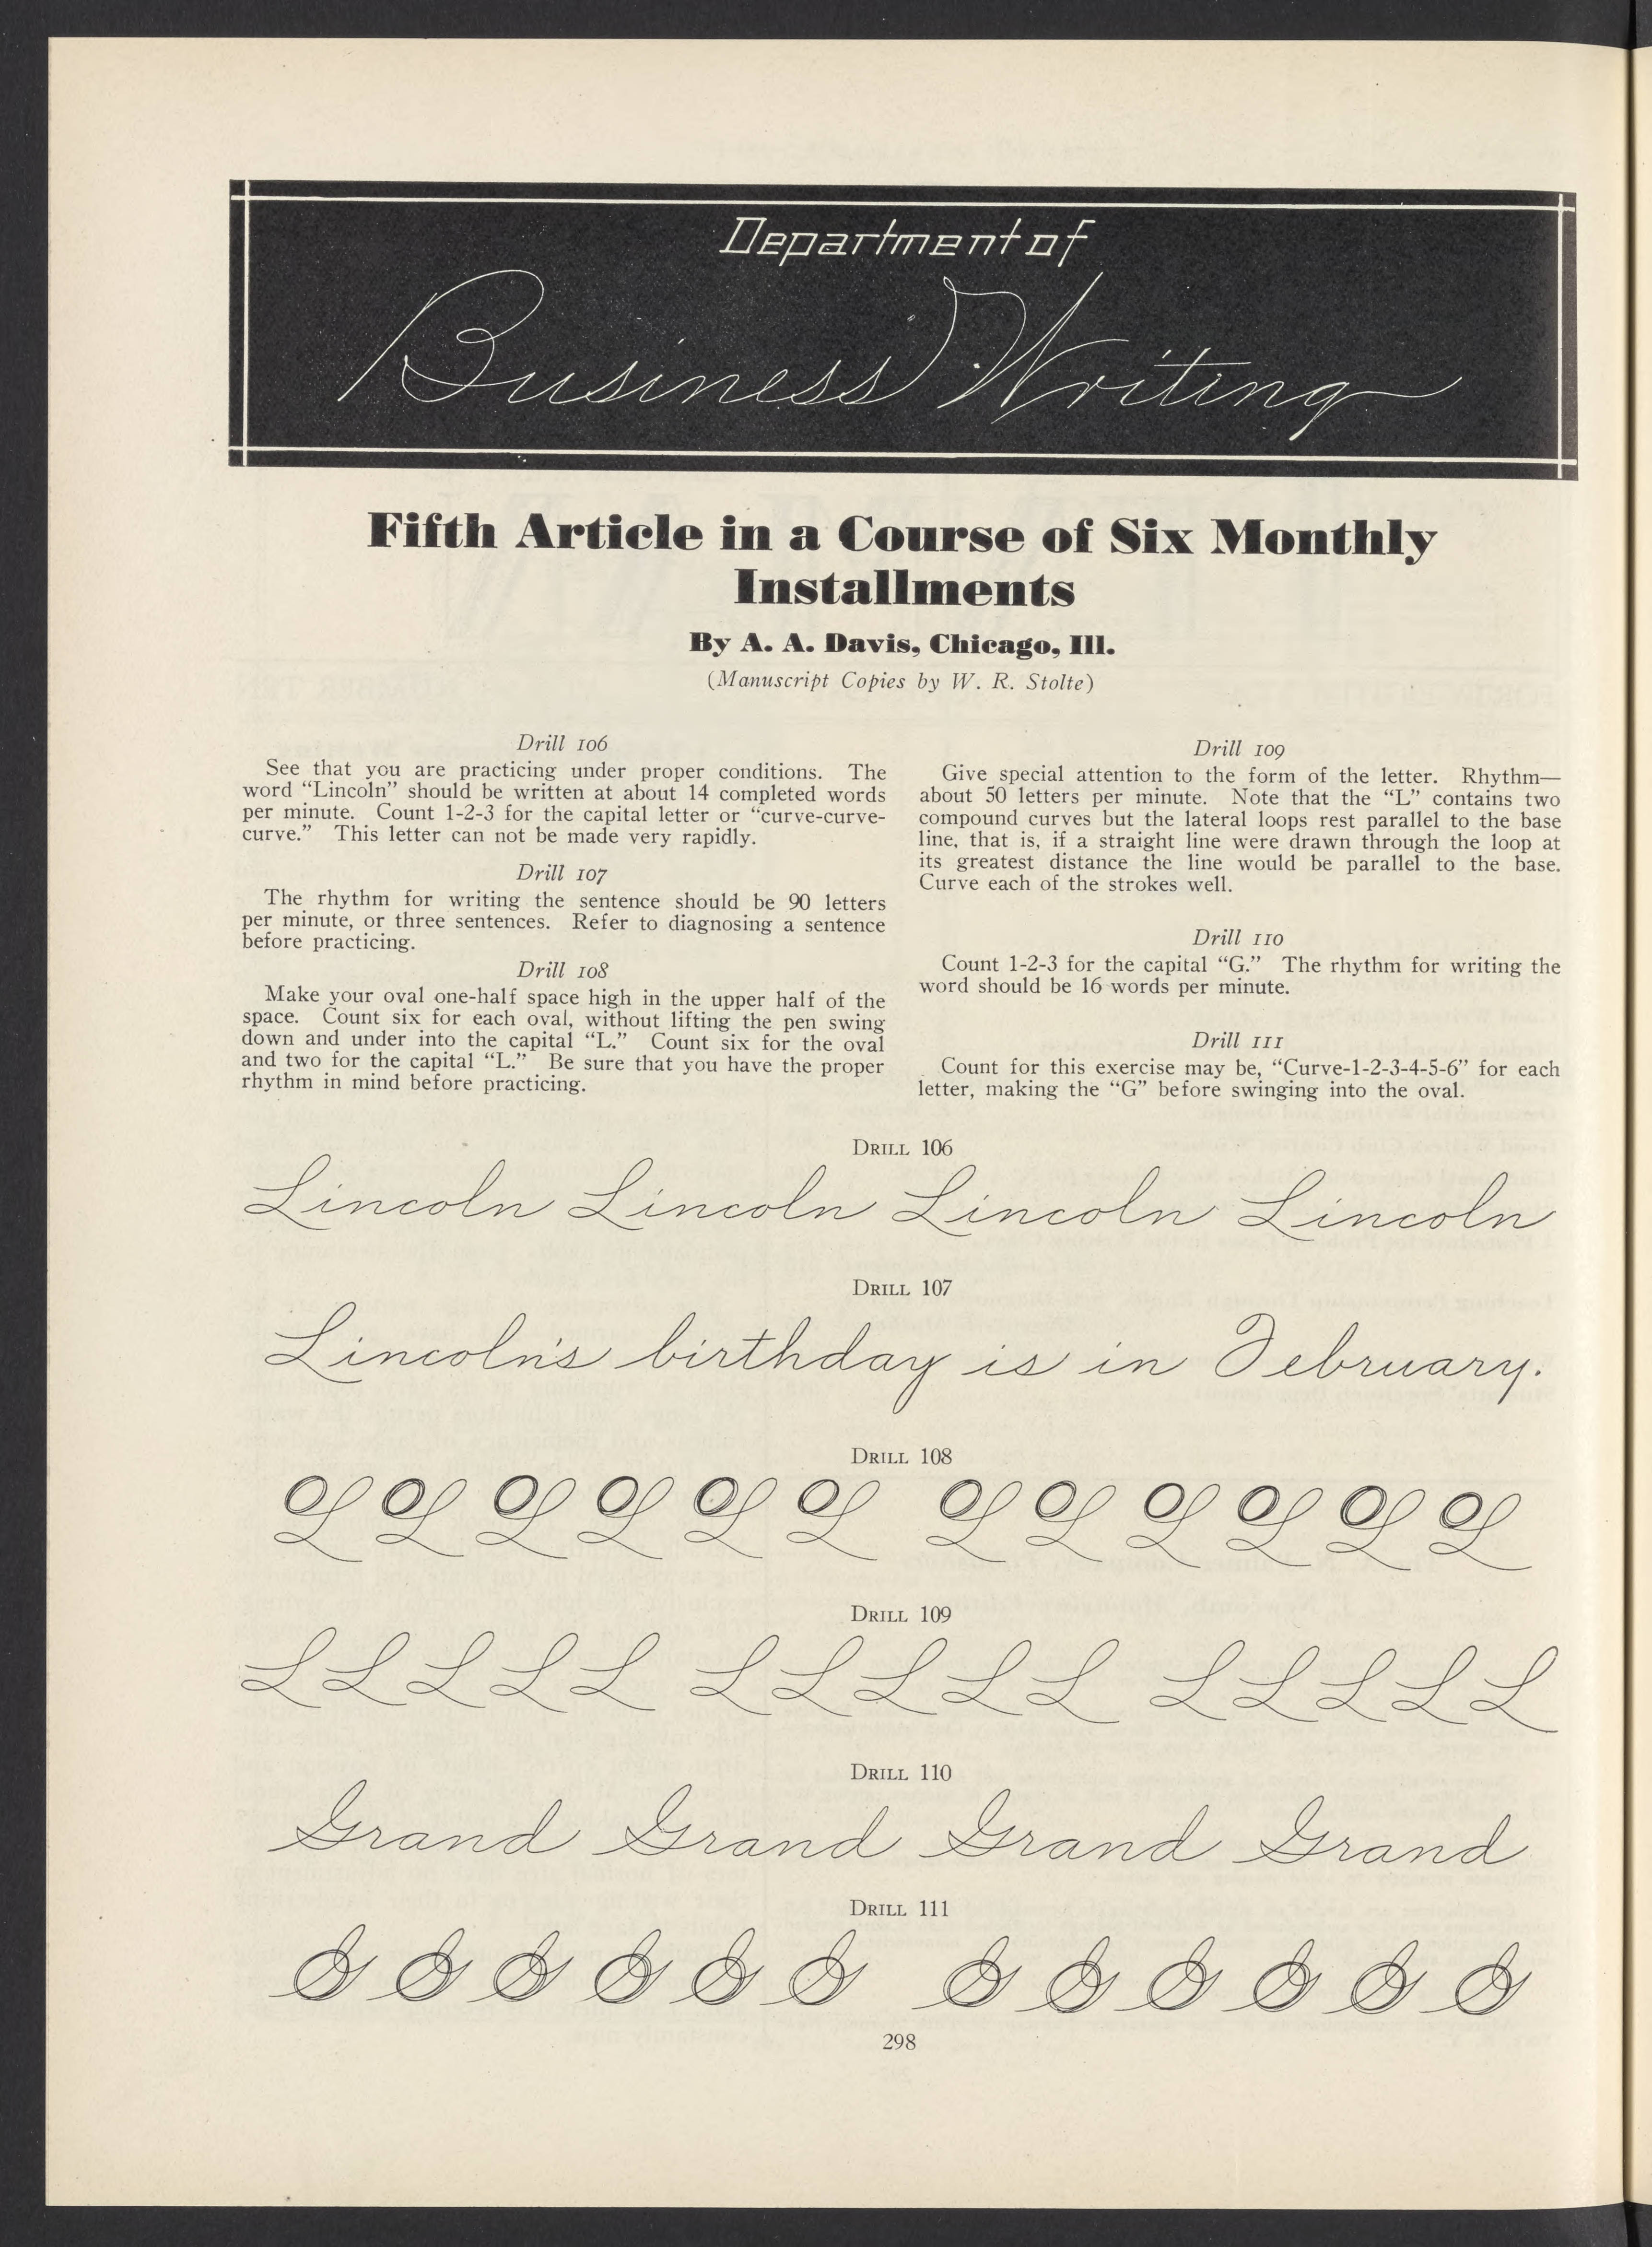 Department of
Business Writing
Fifth Article in a Course of Six Monthly
Installments
By A. A. Davis, Chicago, Ill.
(Manuscript Copies by W. R. Stolte)
Drill 106
See that you are practicing under proper conditions. The
word “Lincoln” should be written at about 14 completed words
per minute. Count 1-2-3 for the capital letter or “curve-curve-
curve.” This letter can not be made very rapidly.
Drill 107
The rhythm for writing the sentence should be 90 letters
per minute, or three sentences. Refer to diagnosing a sentence
before practicing.
Drill 108
Make your oval one-half space high in the upper half of the
space. Count six for each oval, without lifting the pen swing
down and under into the capital “L.” Count six for the oval
and two for the capital “L.” Be sure that you have the proper
rhythm in mind before practicing.
Drill 109
Give special attention to the form of the letter. Rhythm—
about 50 letters per minute. Note that the “L” contains two
compound curves but the lateral loops rest parallel to the base
line, that is, if a straight line were drawn through the loop at
its greatest distance the line would be parallel to the base.
Curve each of the strokes well.
Drill 110
Count 1-2-3 for the capital “G.” The rhythm for writing the
word should be 16 words per minute.
Drill 111
Count for this exercise may be, “Curve-1-2-3-4-5-6” for each
letter, making the “G” before swinging into the oval.
Drill 106
Lincoln Lincoln Lincoln Lincoln
Drill 107
Lincoln's birthday is in February.
Drill 108
L L L L L L L L L L L L
Drill 109
L L L L L L L L L L L L L L L
Drill 110
Grand Grand Grand Grand
Drill 111
G G G G G G G G G G G G
298